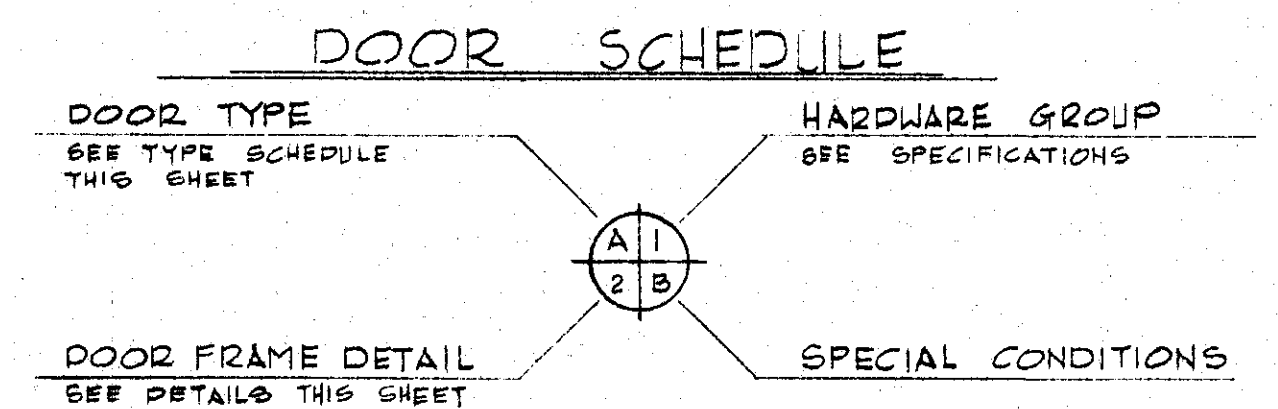 DOOR SCHEDULE
DOOR TYPE
SEE TYPE SCHEDULE
THIS SHEET
HARDWARE GROUP
SEE SPECIFICATIONS
A 1
2 B
DOOR FRAME DETAIL
SEE DETAILS THIS SHEET
SPECIAL CONDITIONS